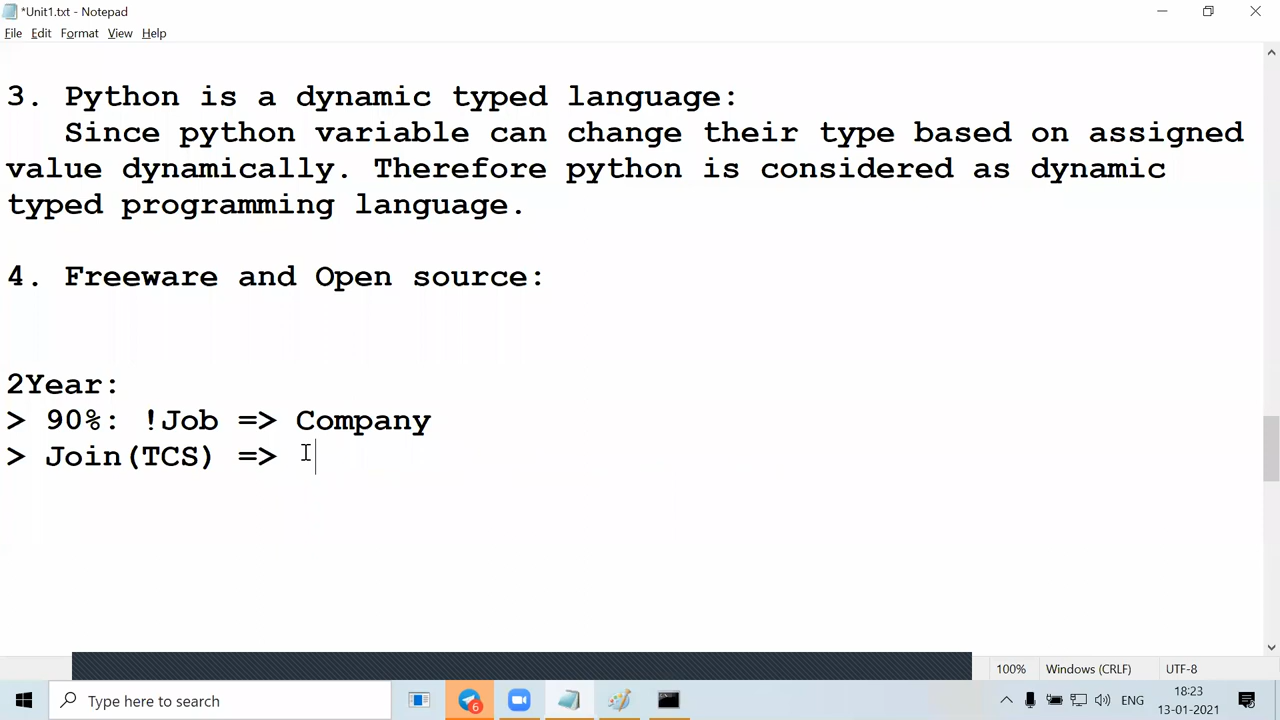 *Unit1.txt - Notepad
File Edit Format View Help
3. Python is a dynamic typed language:
Since python variable can change their type based on assigned
value dynamically. Therefore python is considered as dynamic
typed programming language.
4. Freeware and Open source:
2Year:
> 90%: !Job => Company
> Join(TCS) =>
100% Windows (CRLF) UTF-8
Type here to search
6
ENG
18:23
13-01-2021